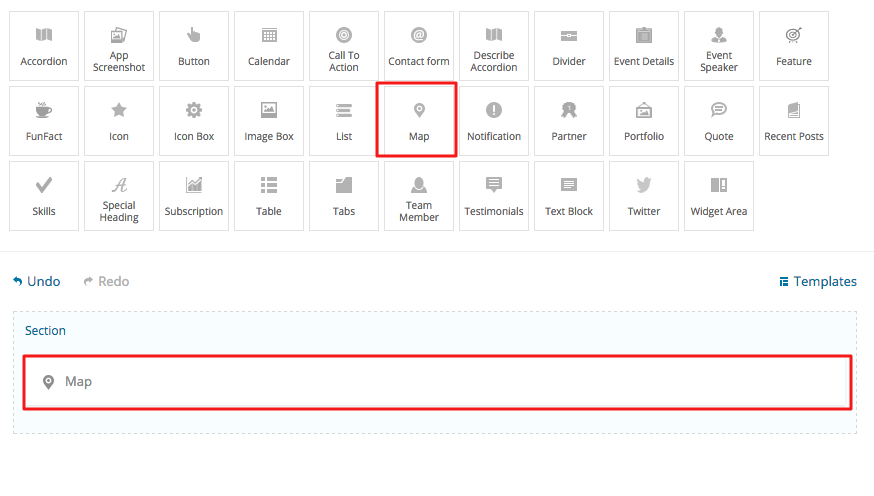 Accordion
App
Screenshot
Button
Calendar
Call To
Action
Contact form
Describe
Accordion
Divider
Event Details
Event
Speaker
Feature
FunFact
Icon
Icon Box
Image Box
List
Map
Notification
Partner
Portfolio
Quote
Recent Posts
Skills
Special
Heading
Subscription
Table
Tabs
Team
Member
Testimonials
Text Block
Twitter
Widget Area
Undo
Redo
Templates
Section
Map